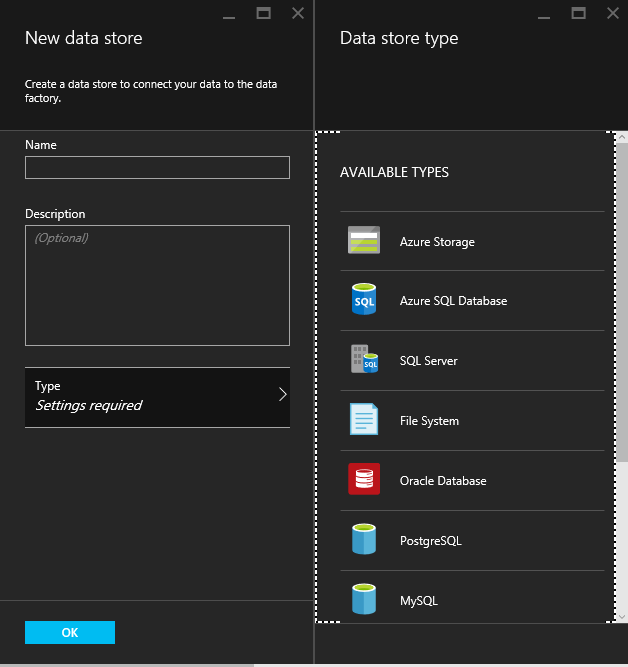 New data store
Create a data store to connect your data to the data
factory.
Name
Description
(Optional)
Type
Settings required
OK
Data store type
AVAILABLE TYPES
Azure Storage
SQL
Azure SQL Database
SQL
SQL Server
File System
Oracle Database
PostgreSQL
MySQL